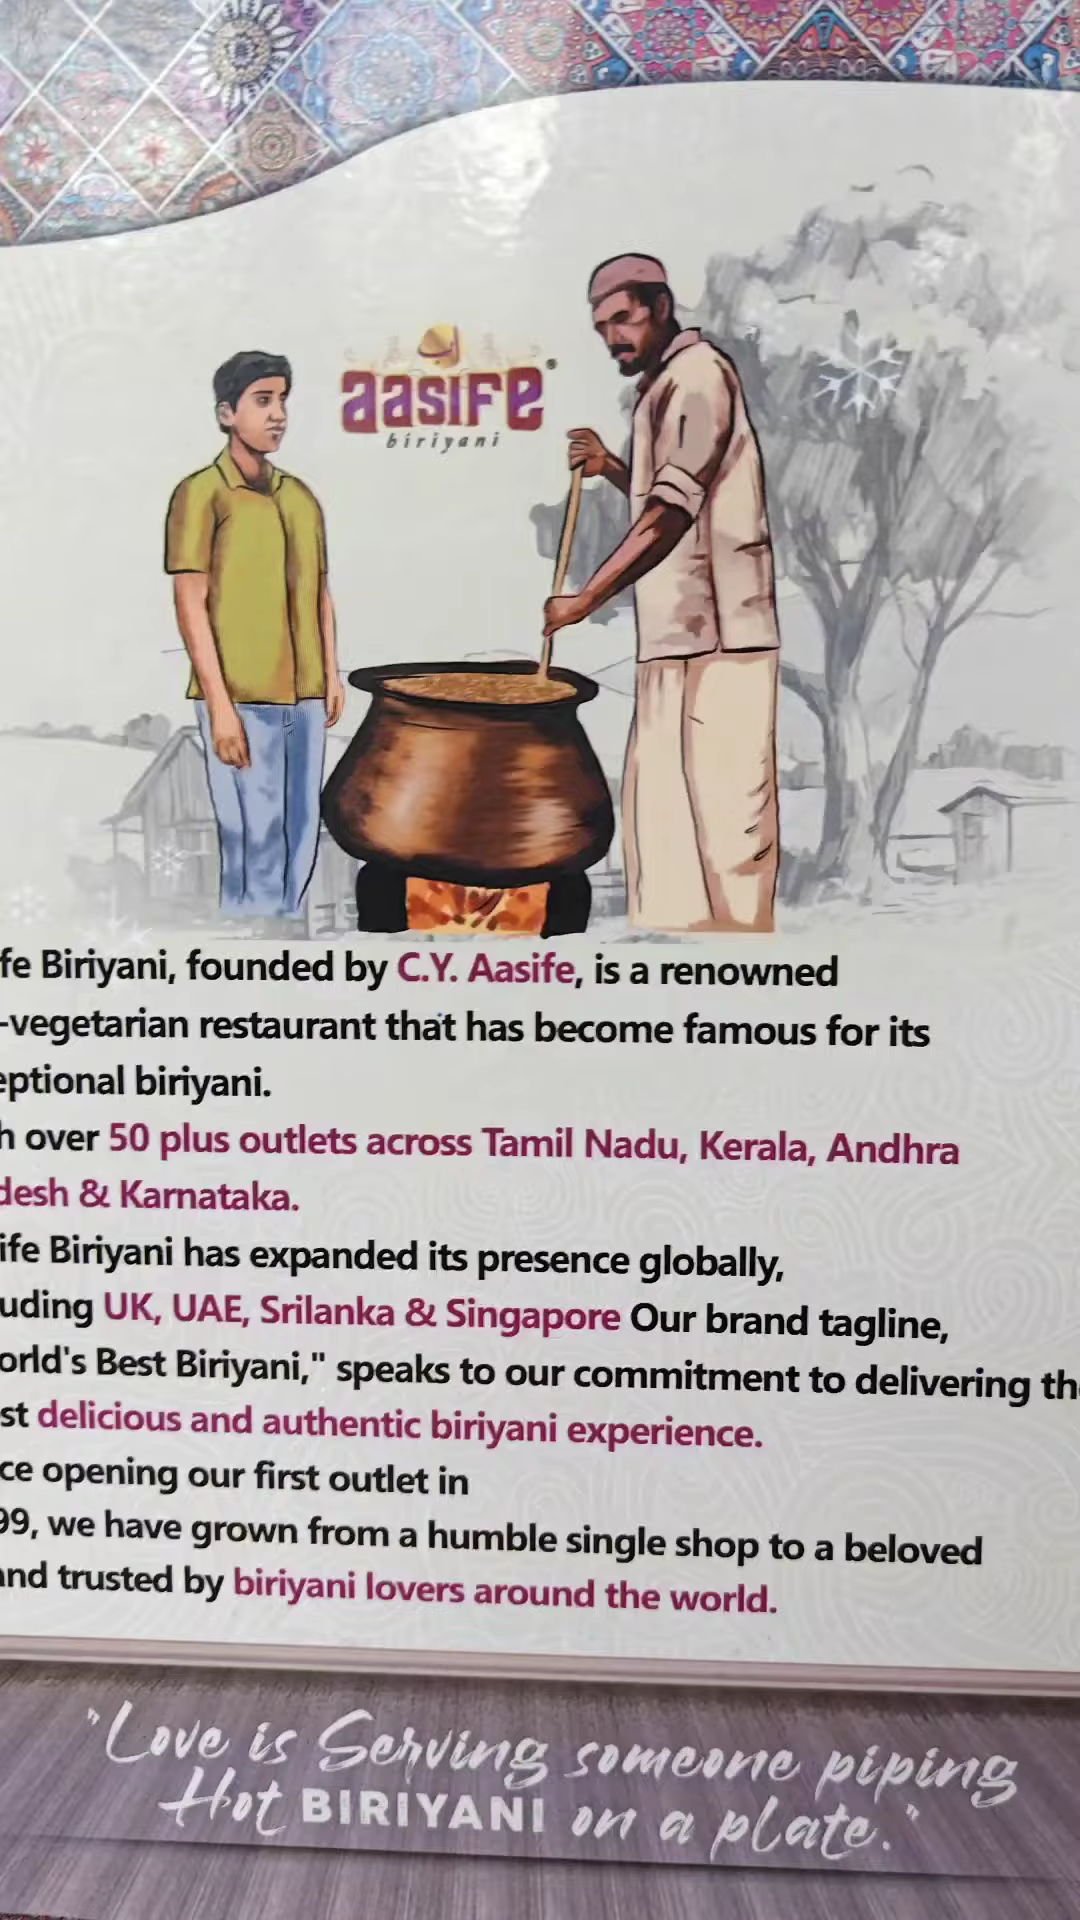 aasife
biriyani
fe Biriyani, founded by C.Y. Aasife, is a renowned
-vegetarian restaurant that has become famous for its
eptional biriyani.
h over 50 plus outlets across Tamil Nadu, Kerala, Andhra
desh & Karnataka.
ife Biriyani has expanded its presence globally,
uding UK, UAE, Srilanka & Singapore Our brand tagline,
orld's Best Biriyani," speaks to our commitment to delivering th
st delicious and authentic biriyani experience.
ce opening our first outlet in
99, we have grown from a humble single shop to a beloved
and trusted by biriyani lovers around the world.
"Love is Serving someone piping
Hot BIRIYANI on a plate."